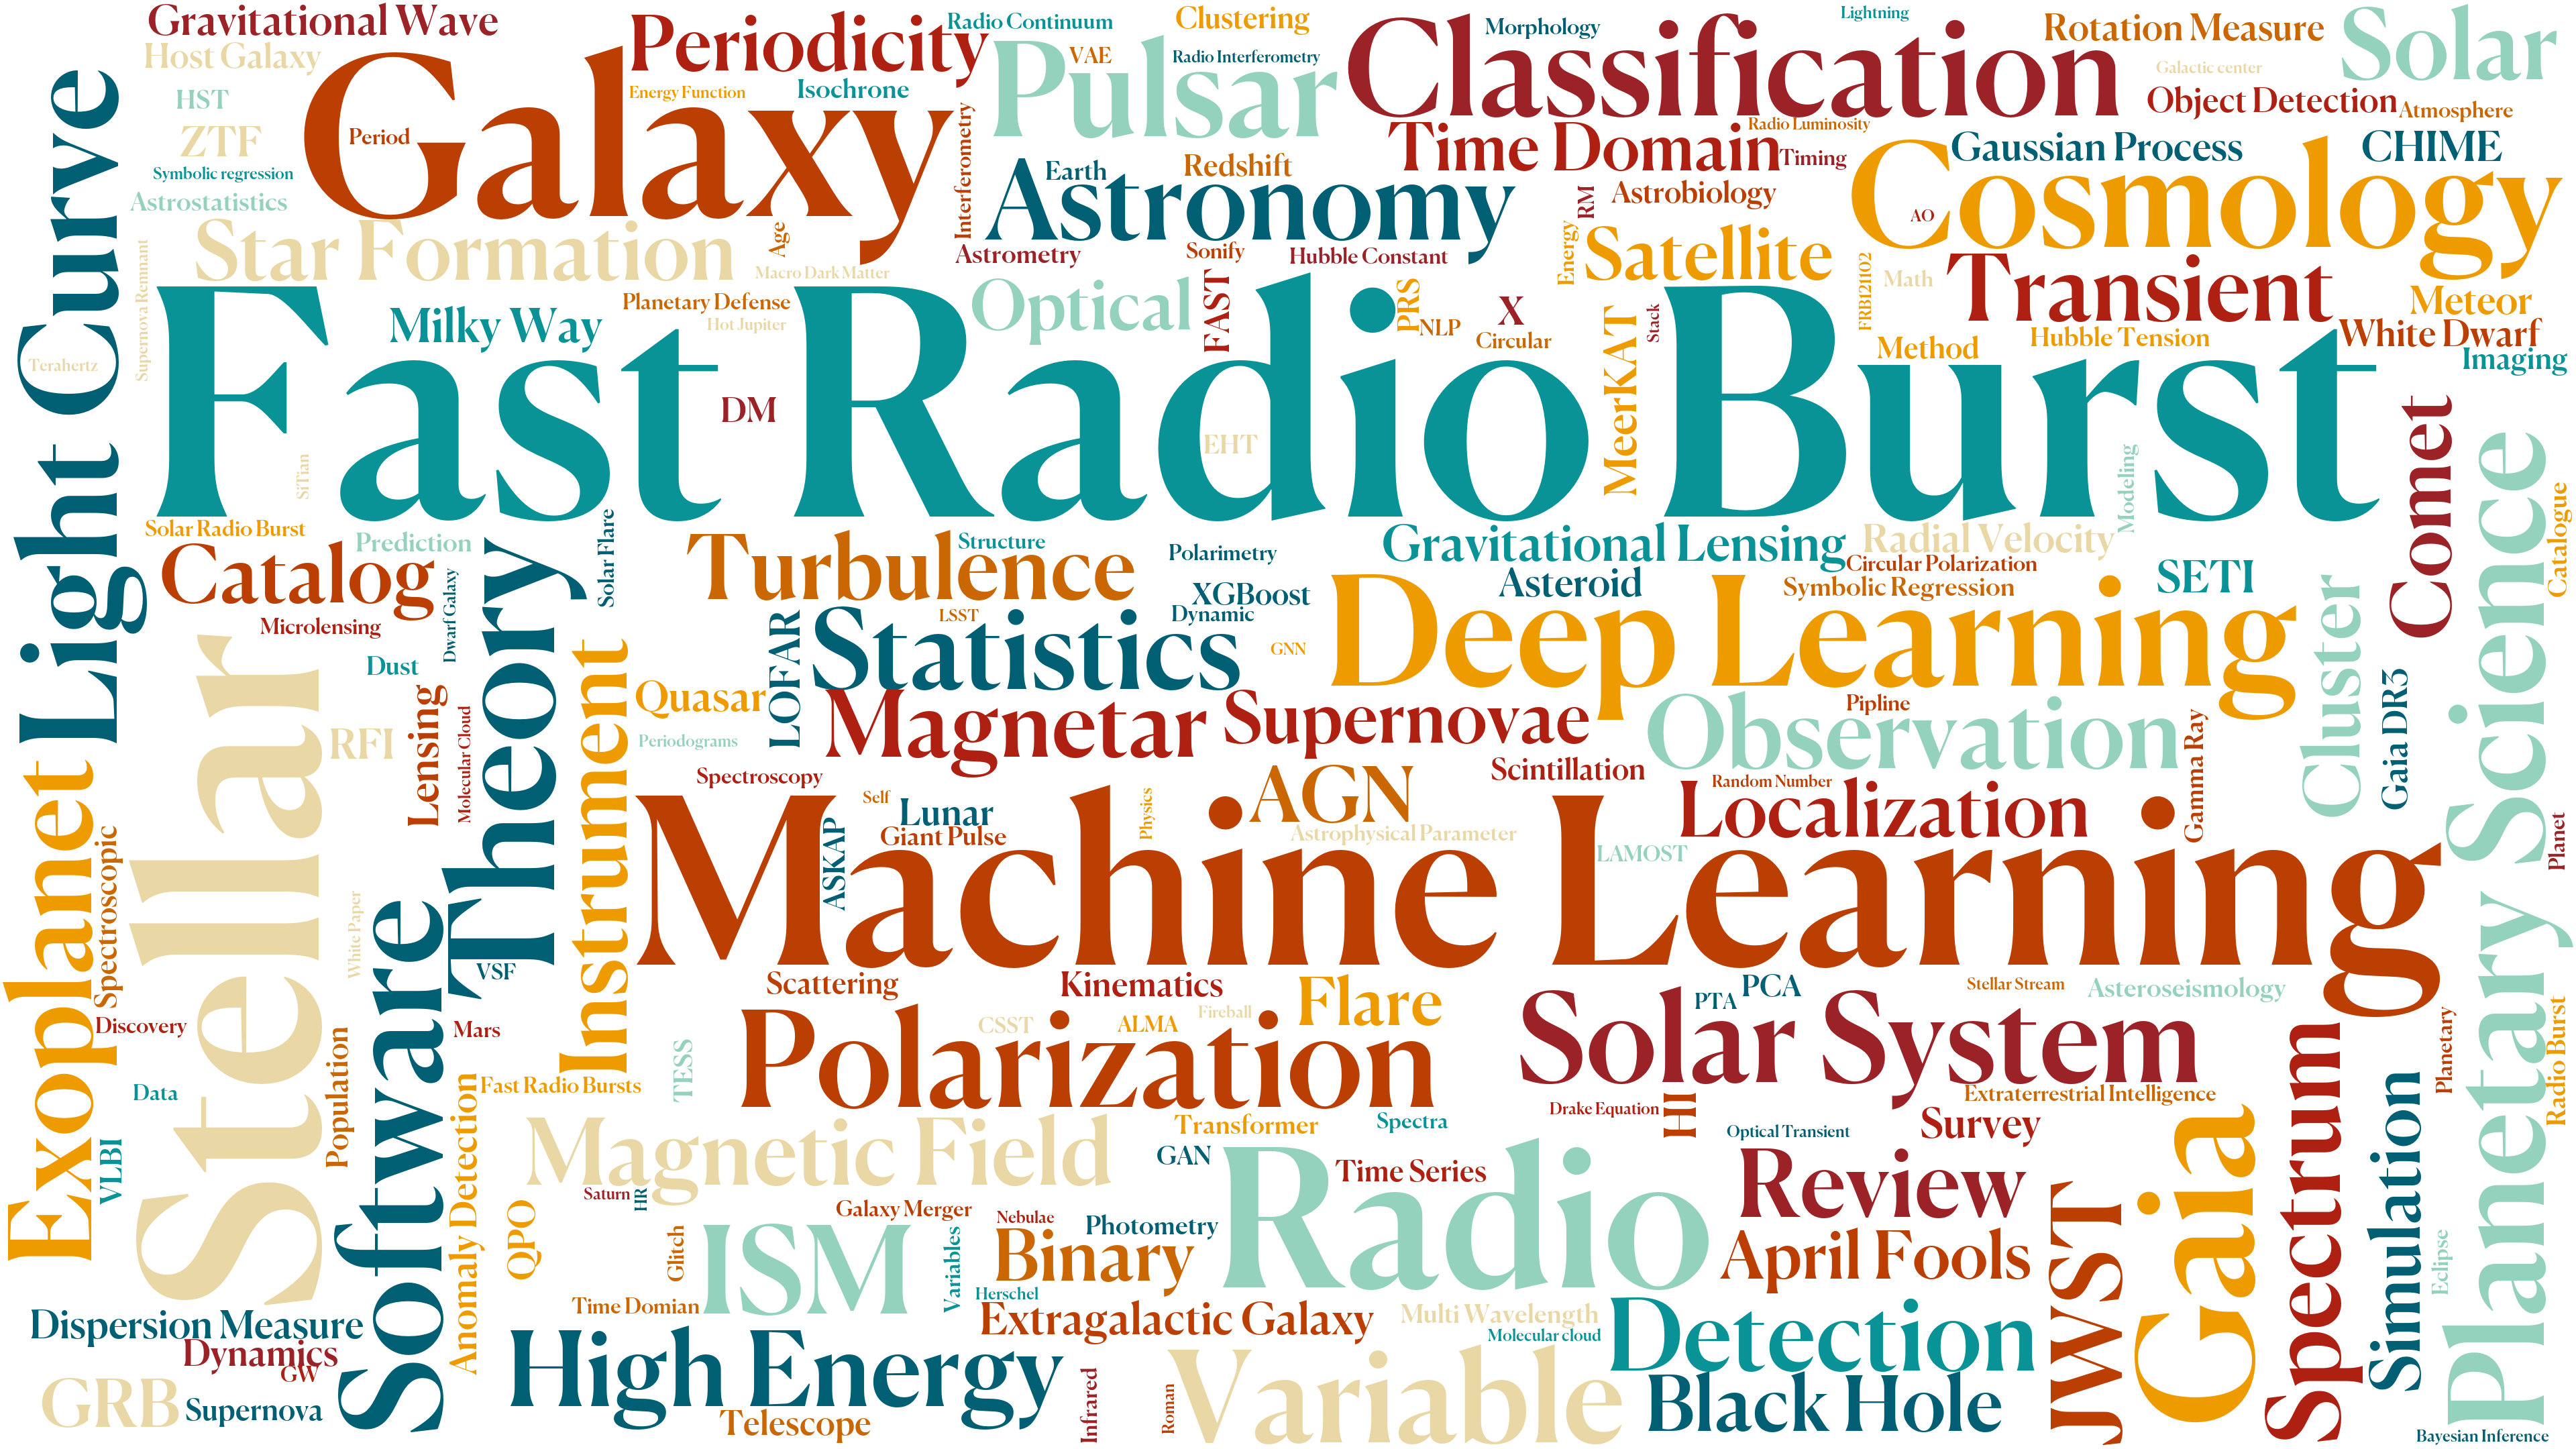 Gravitational Wave
Host Galaxy
HST
ZTF
Symbolic regression
Astrostatistics
Galaxy
Period
Periodicity
Energy Function
Isochrone
Radio Continuum
VAE
Clustering
Radio Interferometry
Pulsar
Classification
Morphology
Lightning
Rotation Measure
Galactic center
Solar
Object Detection
Atmosphere
Time Domain
Radio Luminosity
Timing
Gaussian Process
CHIME
Cosmology
AO
Interferometry
Earth
Redshift
Astronomy
Astrometry
Sonify
Hubble Constant
Astrobiology
RM
Energy
Satellite
FRB121102
Math
Transient
Meteor
Hubble Tension
White Dwarf
Method
Imaging
Light Curve
Terahertz
Supernova Remnant
Star Formation
Age
Macro Dark Matter
Planetary Defense
Hot Jupiter
Milky Way
Optical
FAST
PRS
NLP
X
Circular
MeerKAT
Stack
Fast Radio Burst
DM
EHT
SiTian
Modeling
Comet
Planetary Science
Catalogue
Solar Radio Burst
Prediction
Catalog
Microlensing
Dwarf Galaxy
Solar Flare
Dust
Theory
Turbulence
Structure
Polarimetry
XGBoost
Dynamic
LSST
GNN
Gravitational Lensing
Radial Velocity
Circular Polarization
Asteroid
Symbolic Regression
SETI
Deep Learning
Cluster
Gaia DR3
Statistics
LOFAR
Quasar
Periodograms
Magnetar
Supernovae
Observation
Pipline
Gamma Ray
Stellar
RFI
Lensing
Molecular Cloud
Instrument
Spectroscopy
Self
Lunar
Giant Pulse
ASKAP
Physics
AGN
Astrophysical Parameter
Scintillation
Random Number
Localization
LAMOST
Planet
Machine Learning
Exoplanet
Spectroscopic
White Paper
Software
VSF
Discovery
Mars
Population
Data
VLBI
Scattering
Kinematics
Flare
CSST
ALMA
Fireball
TESS
Polarization
PTA
PCA
Stellar Stream
Asteroseismology
Solar System
Extraterrestrial Intelligence
Planetary
Radio Burst
Fast Radio Bursts
Anomaly Detection
Magnetic Field
Transformer
Spectra
Drake Equation
HI
Optical Transient
Survey
GAN
Time Series
Radio
Review
Saturn
HR
QPO
Glitch
Galaxy Merger
Nebulae
Photometry
ISM
Variables
Binary
Herschel
April Fools
JWST
Gaia
Spectrum
Simulation
Eclipse
Time Domian
Extragalactic Galaxy
Multi Wavelength
Molecular cloud
Detection
Dispersion Measure
Dynamics
GW
GRB
Supernova
High Energy
Telescope
Infrared
Roman
Variable
Black Hole
Bayesian Inference